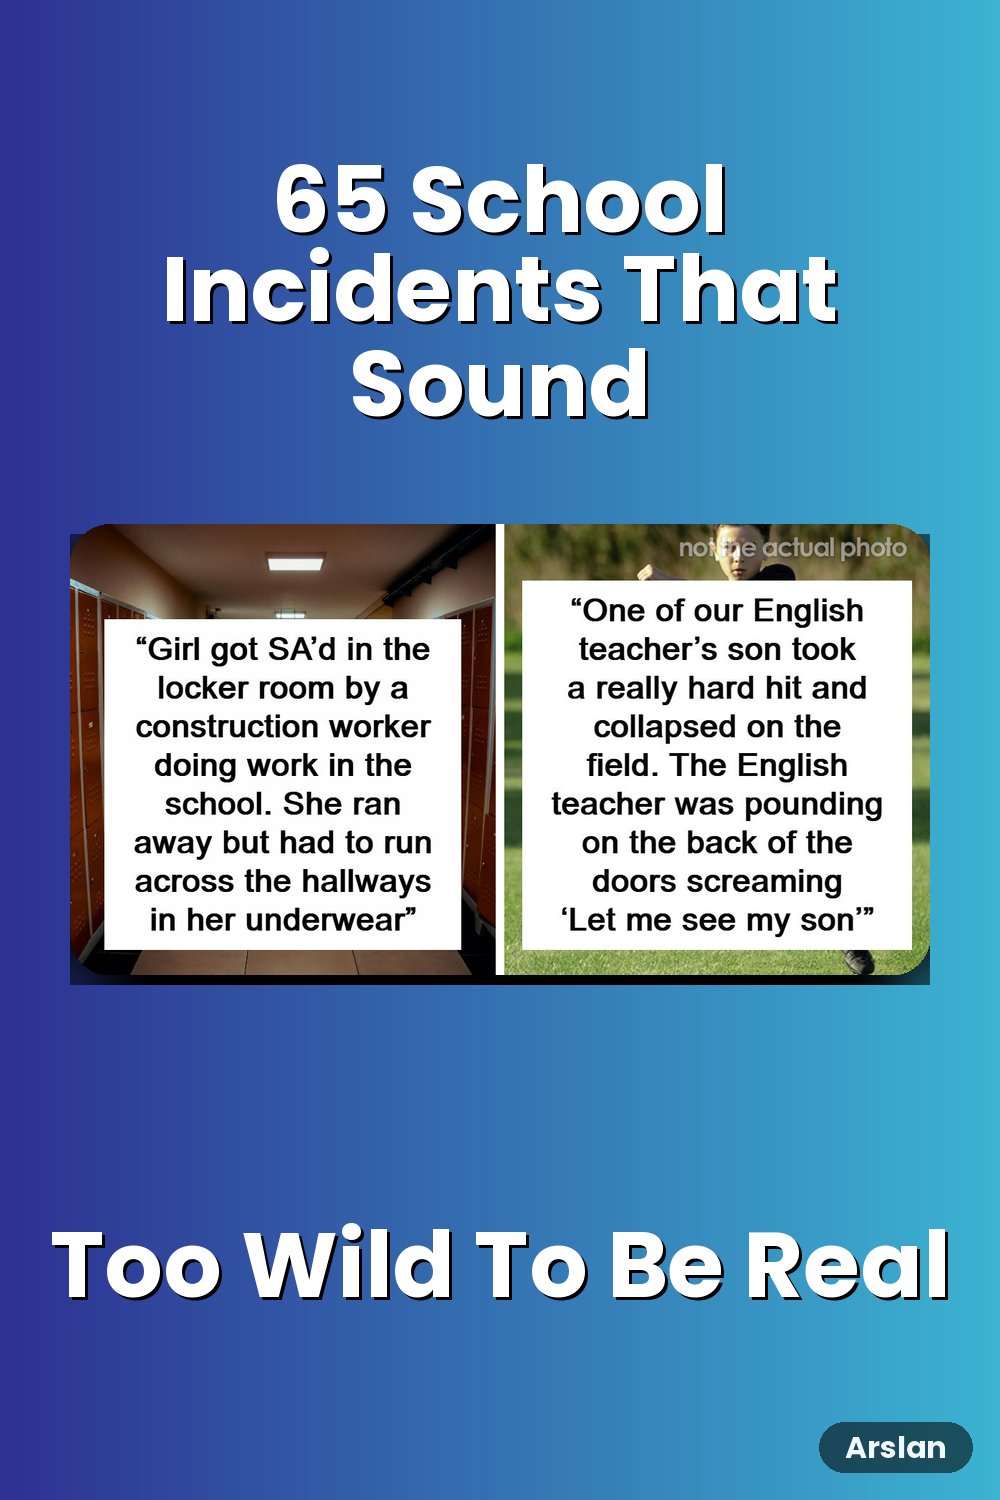 65 School
Incidents That
Sound
“Girl got SA’d in the
locker room by a
construction worker
doing work in the
school. She ran
away but had to run
across the hallways
in her underwear”
not the actual photo
“One of our English
teacher’s son took
a really hard hit and
collapsed on the
field. The English
teacher was pounding
on the back of the
doors screaming
‘Let me see my son’”
Too Wild To Be Real
Arslan